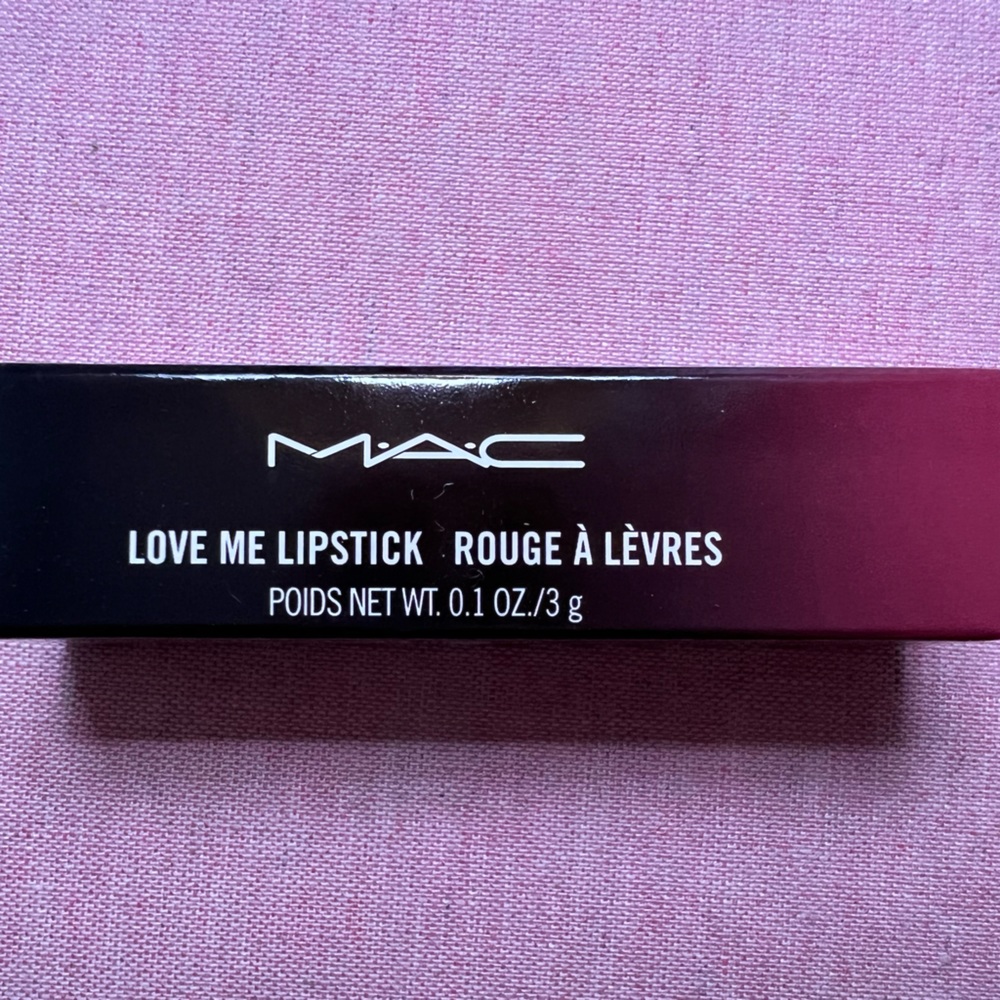 M·A·C
LOVE ME LIPSTICK ROUGE À LÈVRES
POIDS NET WT. 0.1 OZ./3 g